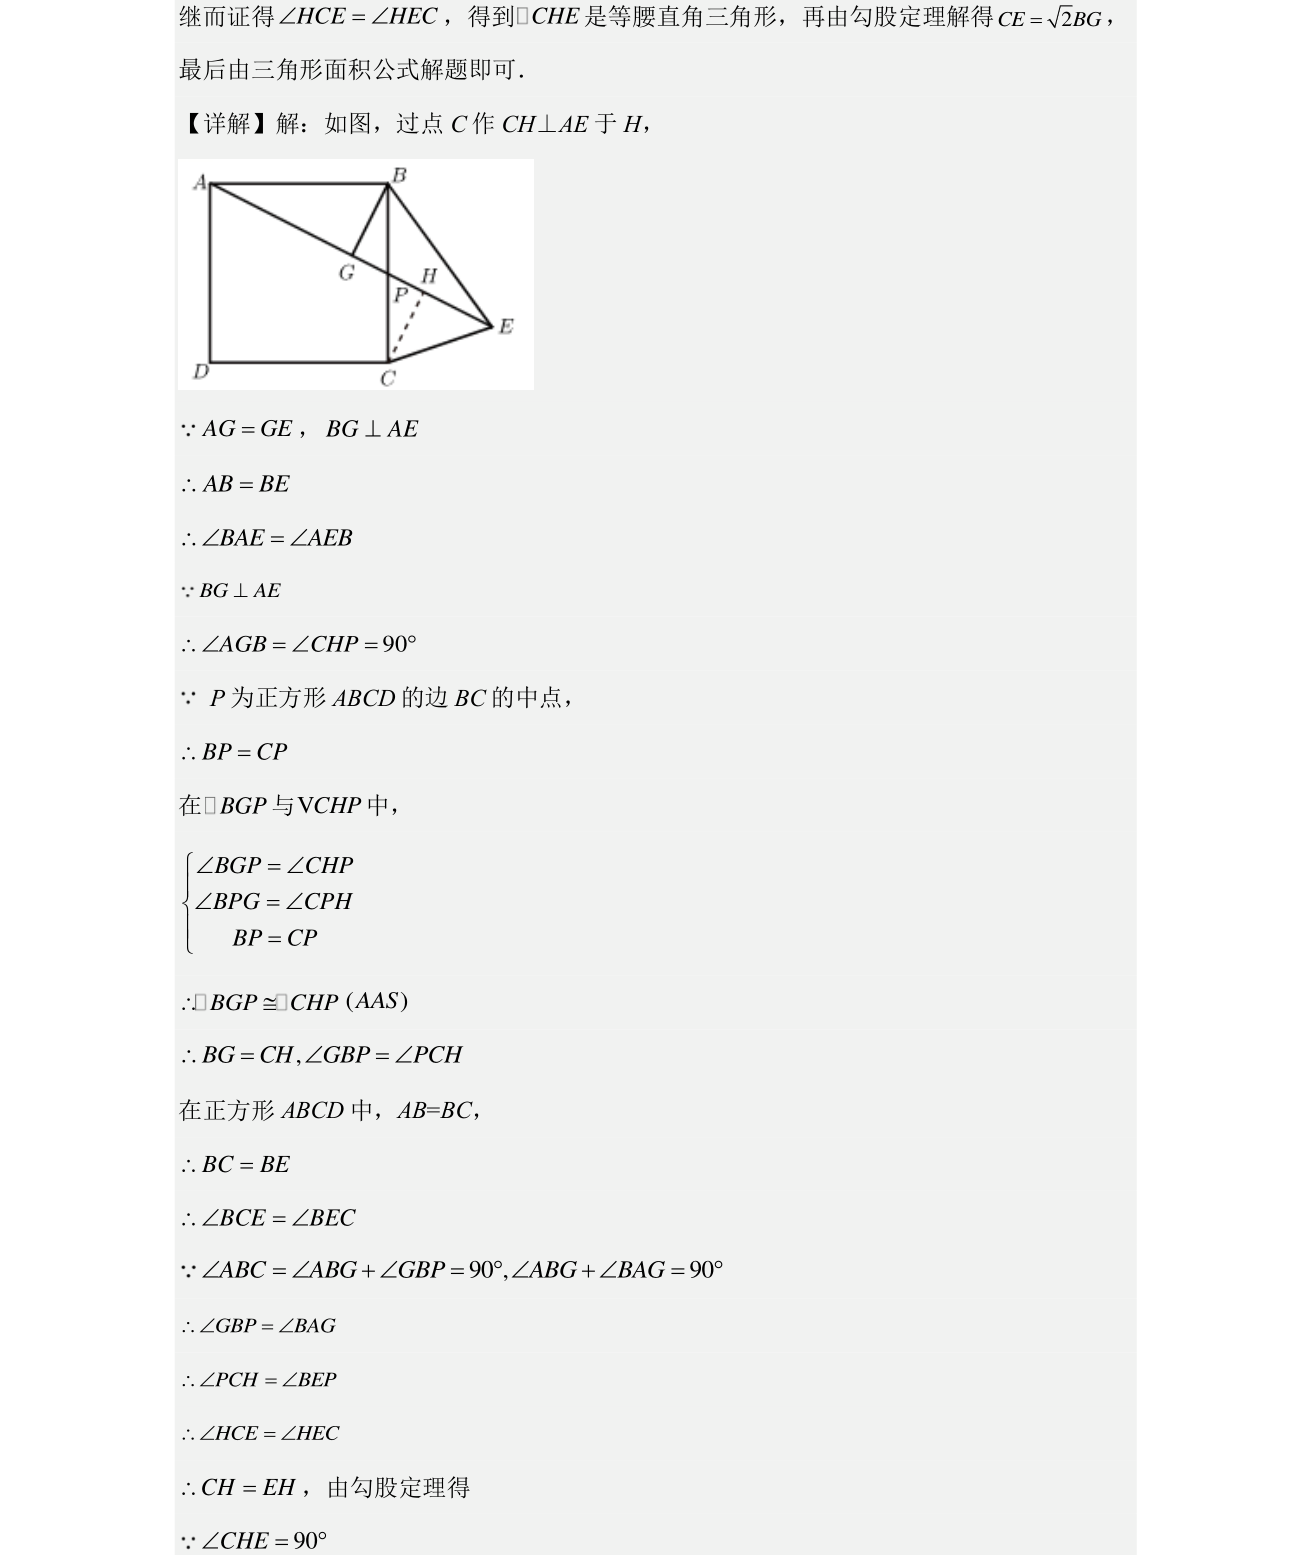 继而证得∠HCE=∠HEC，得到□CHE是等腰直角三角形，再由勾股定理解得CE=√2BG，
最后由三角形面积公式解题即可．
【详解】解：如图，过点C作CH⊥AE于H，
A
B
G
H
P
E
D
C
∵AG=GE，BG⊥AE
∴AB=BE
∴∠BAE=∠AEB
∵BG⊥AE
∴∠AGB=∠CHP=90°
∵ P为正方形ABCD的边BC的中点，
∴BP=CP
在□BGP与VCHP中，
∠BGP=∠CHP
∠BPG=∠CPH
BP=CP
∴□BGP≅□CHP(AAS)
∴BG=CH,∠GBP=∠PCH
在正方形ABCD中，AB=BC，
∴BC=BE
∴∠BCE=∠BEC
∵∠ABC=∠ABG+∠GBP=90°,∠ABG+∠BAG=90°
∴∠GBP=∠BAG
∴∠PCH=∠BEP
∴∠HCE=∠HEC
∴CH=EH，由勾股定理得
∵∠CHE=90°